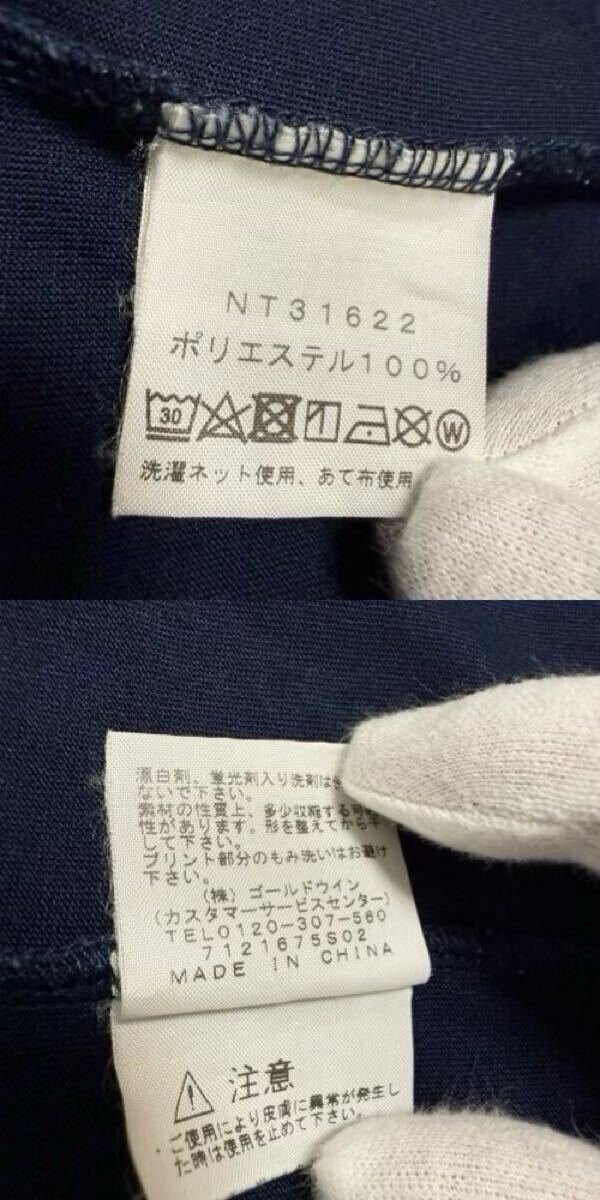 NT31622
ポリエステル100%
30
W
洗濯ネット使用、あて布使用
漂白剤、蛍光剤入り洗剤は
ないで下さい。
素材の性質上、多少収縮する可
性があります。形を整えてから干
して下さい。
プリント部分のもみ洗いはお避け
下さい。
(株)ゴールドウイン
(カスタマーサービスセンター)
TEL0120-307-560
7121675S02
MADE IN CHINA
注意
・ご使用により皮膚に異常が発生し
た時は使用を止めて下さい。